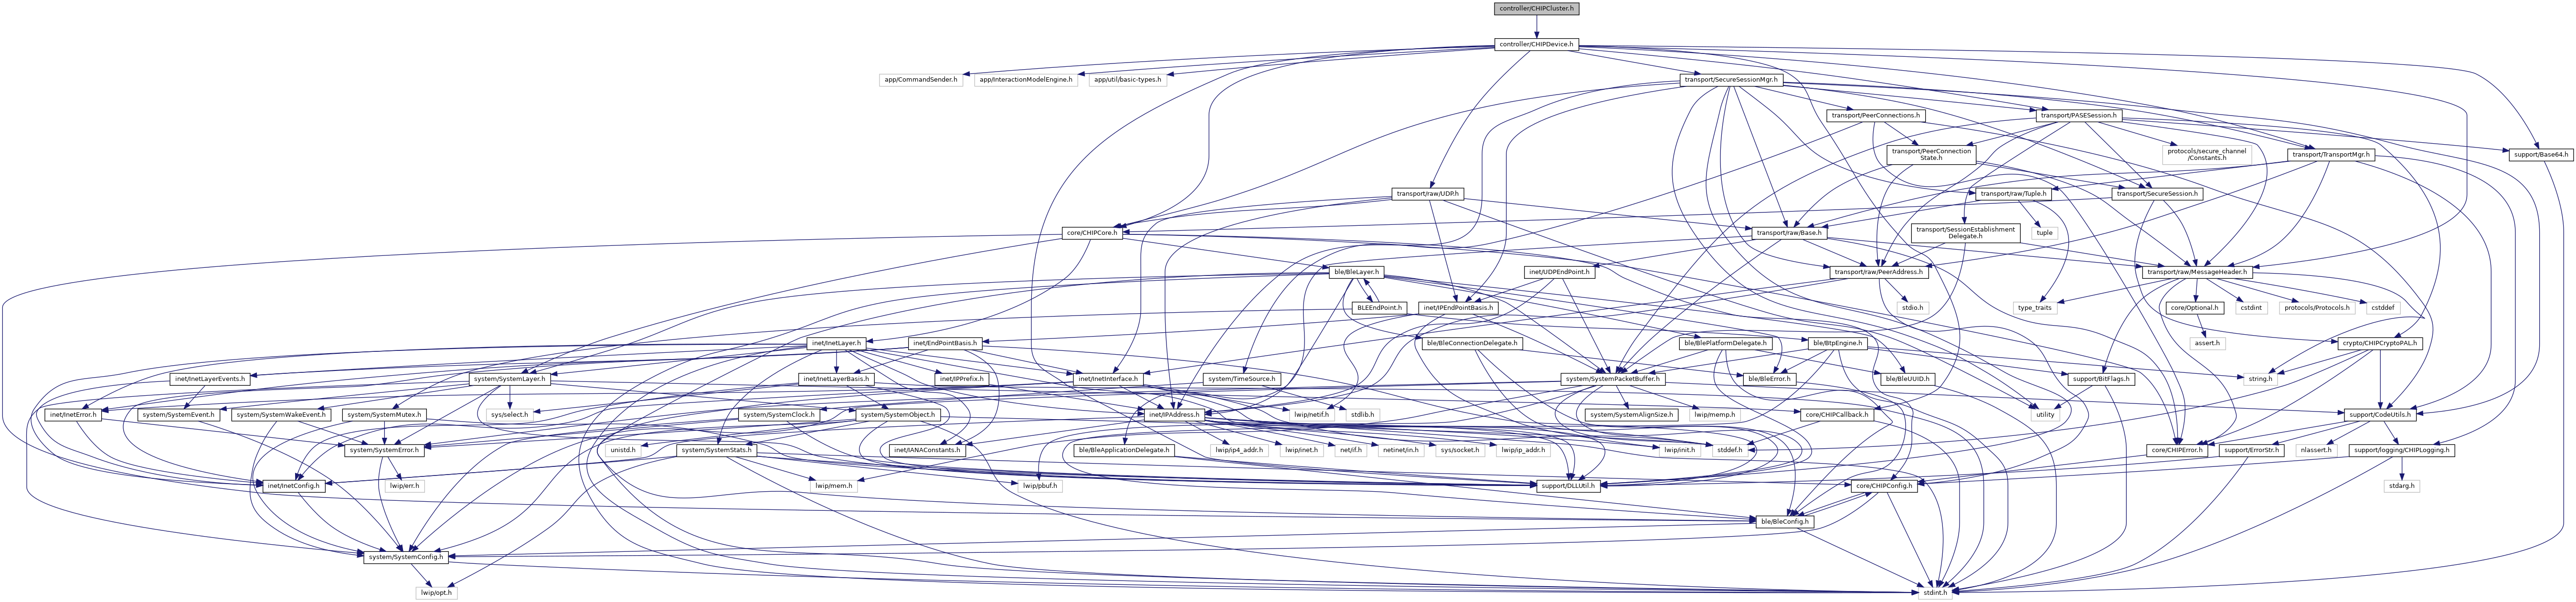 controller/CHIPCluster.h
controller/CHIPDevice.h
app/CommandSender.h
app/InteractionModelEngine.h
app/util/basic-types.h
transport/SecureSessionMgr.h
transport/PeerConnections.h
transport/PASESession.h
transport/PeerConnection
State.h
protocols/secure_channel
/Constants.h
transport/TransportMgr.h
support/Base64.h
transport/raw/UDP.h
transport/raw/Tuple.h
transport/SecureSession.h
core/CHIPCore.h
transport/raw/Base.h
tuple
transport/SessionEstablishment
Delegate.h
ble/BleLayer.h
inet/UDPEndPoint.h
transport/raw/PeerAddress.h
transport/raw/MessageHeader.h
BLEEndPoint.h
inet/IPEndPointBasis.h
stdio.h
type_traits
core/Optional.h
cstdint
protocols/Protocols.h
cstddef
inet/InetLayer.h
inet/EndPointBasis.h
ble/BleConnectionDelegate.h
ble/BlePlatformDelegate.h
ble/BtpEngine.h
assert.h
crypto/CHIPCryptoPAL.h
inet/InetLayerEvents.h
system/SystemLayer.h
inet/InetLayerBasis.h
inet/IPPrefix.h
inet/InetInterface.h
system/TimeSource.h
system/SystemPacketBuffer.h
ble/BleError.h
ble/BleUUID.h
support/BitFlags.h
string.h
inet/InetError.h
system/SystemEvent.h
system/SystemWakeEvent.h
system/SystemMutex.h
sys/select.h
system/SystemClock.h
system/SystemObject.h
inet/IPAddress.h
lwip/netif.h
stdlib.h
core/CHIPCallback.h
system/SystemAlignSize.h
lwip/memp.h
utility
support/CodeUtils.h
system/SystemError.h
unistd.h
system/SystemStats.h
inet/IANAConstants.h
ble/BleApplicationDelegate.h
lwip/ip4_addr.h
lwip/inet.h
net/if.h
netinet/in.h
sys/socket.h
lwip/ip_addr.h
lwip/init.h
stddef.h
core/CHIPError.h
support/ErrorStr.h
nlassert.h
support/logging/CHIPLogging.h
inet/InetConfig.h
lwip/err.h
lwip/mem.h
lwip/pbuf.h
support/DLLUtil.h
core/CHIPConfig.h
stdarg.h
ble/BleConfig.h
system/SystemConfig.h
lwip/opt.h
stdint.h